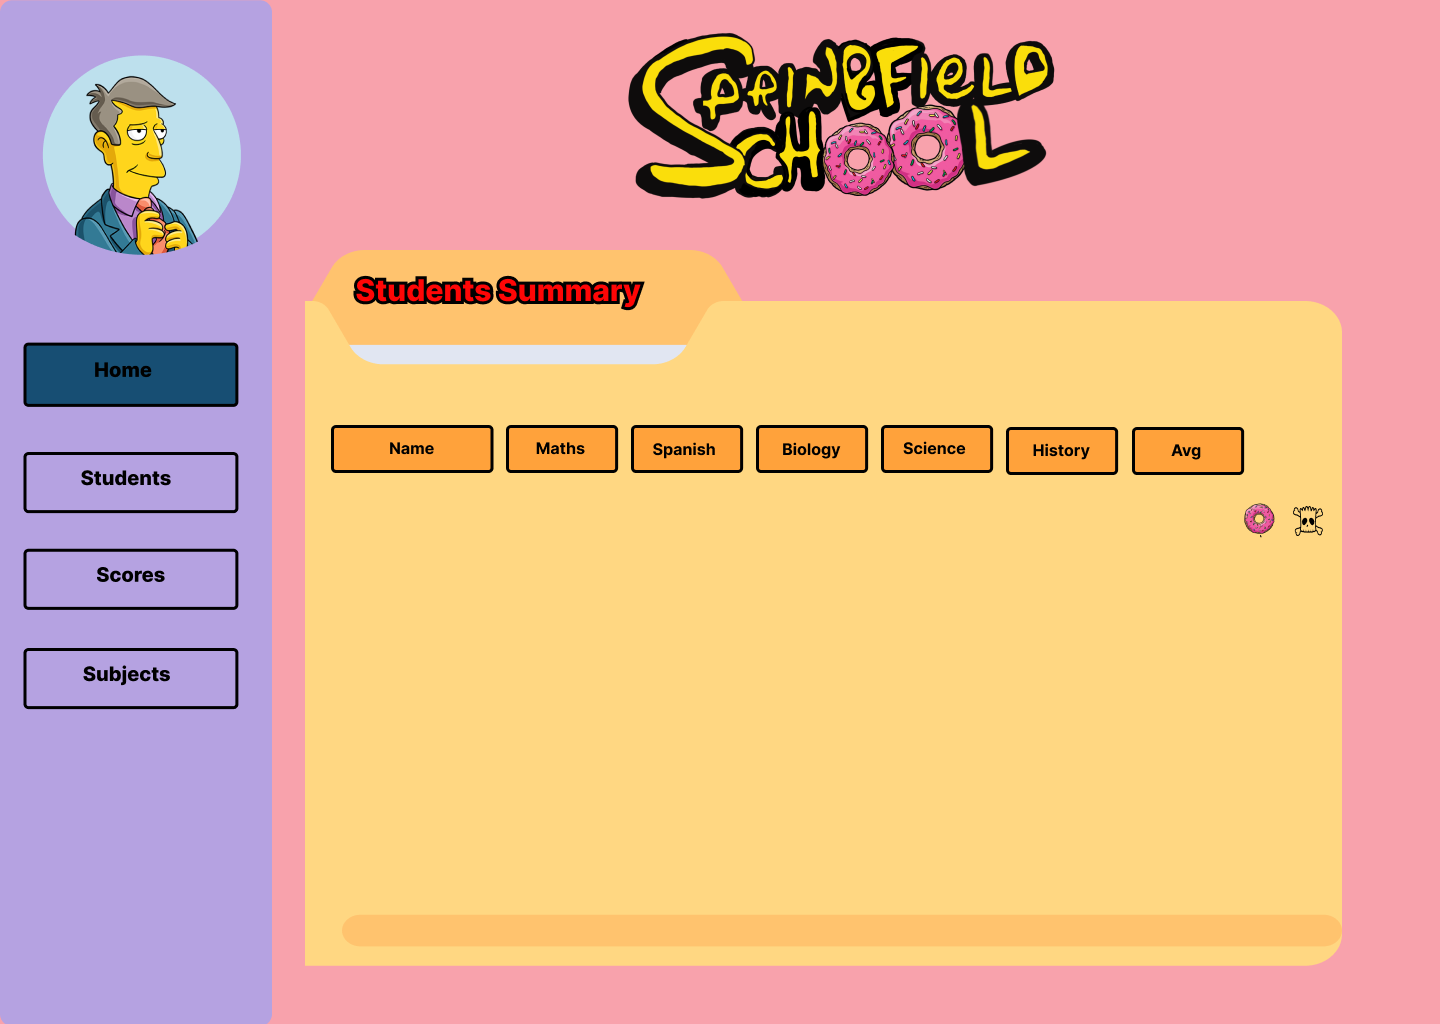 SPRINGFIELD
SCHOOL
Students Summary
Home
Students
Scores
Subjects
Name Maths Spanish Biology Science History Avg